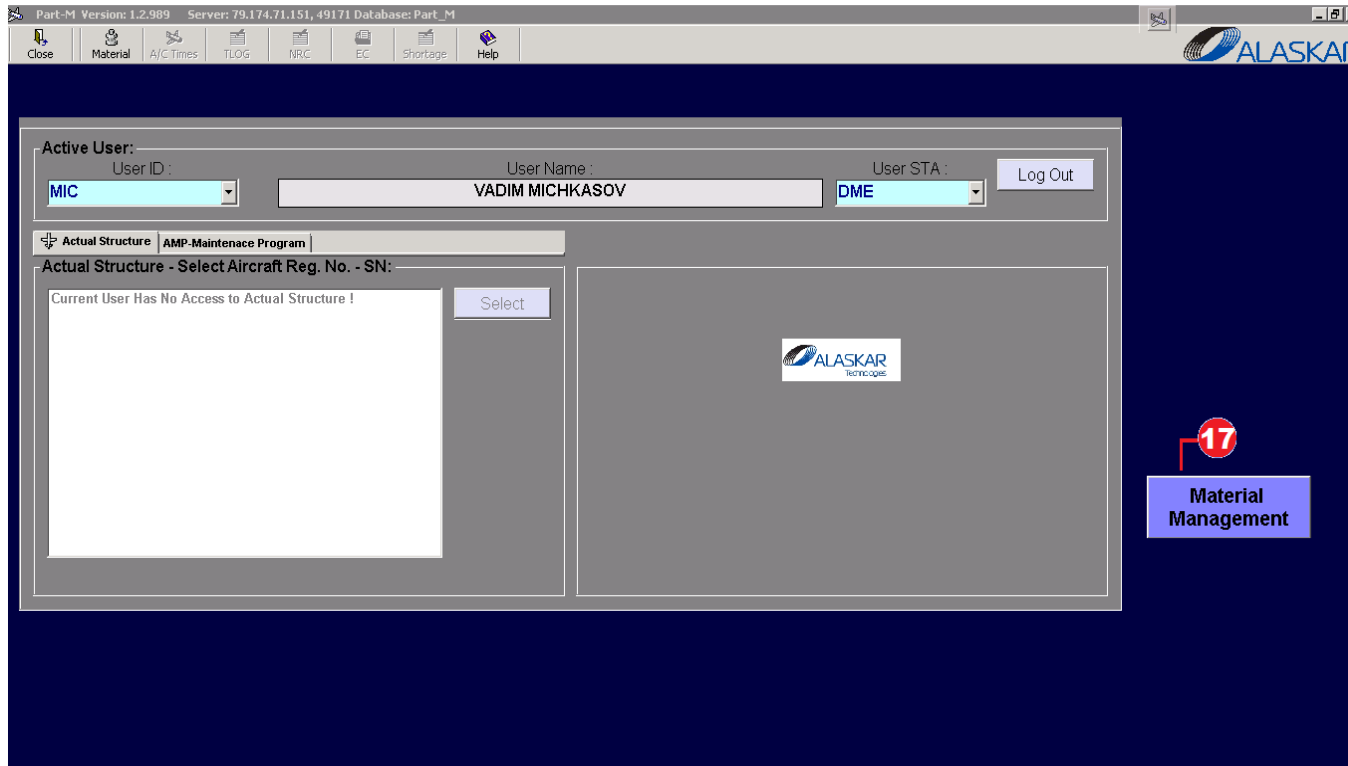 Part-M Version: 1.2.989 Server: 79.174.71.151, 49171 Database: Part_M
Close Material A/C Times TLOG NRC EC Shortage Help
ALASKAR
Active User:
User ID : User Name : User STA :
MIC VADIM MICHKASOV DME Log Out
Actual Structure AMP-Maintenace Program
Actual Structure - Select Aircraft Reg. No. - SN:
Current User Has No Access to Actual Structure !
Select
ALASKAR
17
Material
Management